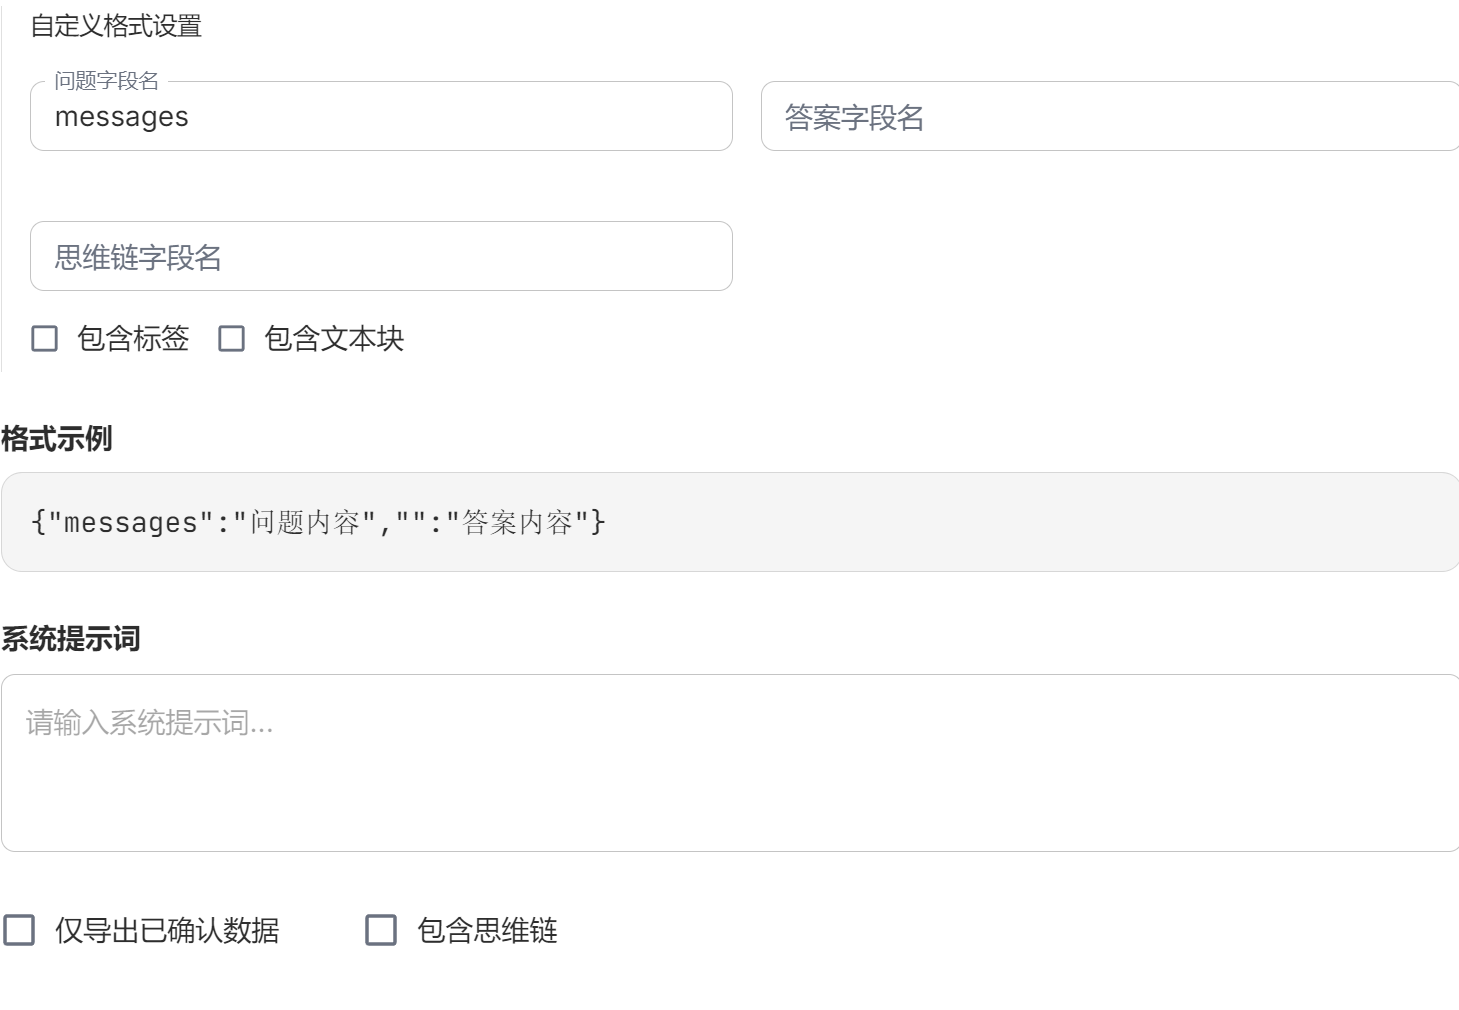 自定义格式设置
问题字段名
messages
答案字段名
思维链字段名
包含标签 包含文本块
格式示例
{"messages":"问题内容","":"答案内容"}
系统提示词
请输入系统提示词...
仅导出已确认数据 包含思维链